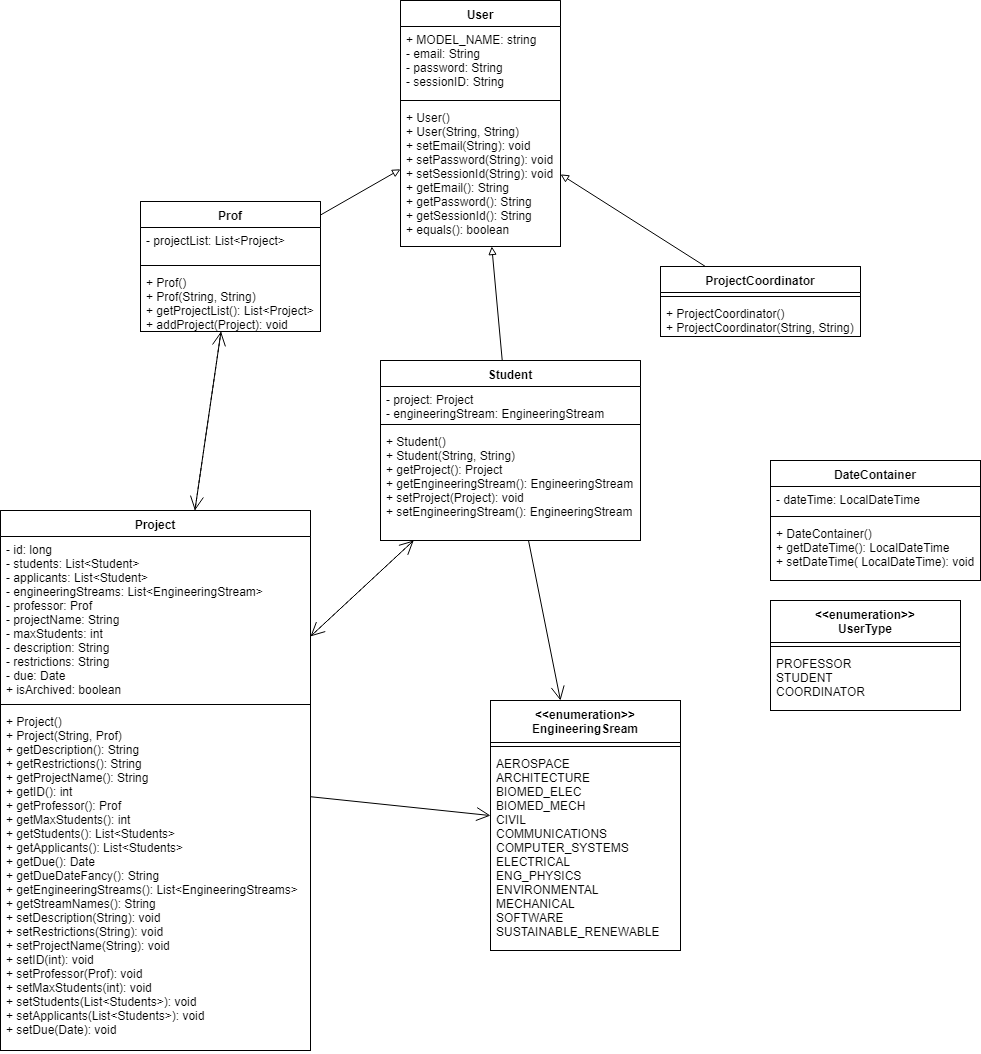 User
+ MODEL_NAME: string
- email: String
- password: String
- sessionID: String
+ User()
+ User(String, String)
+ setEmail(String): void
+ setPassword(String): void
+ setSessionId(String): void
+ getEmail(): String
+ getPassword(): String
+ getSessionId(): String
+ equals(): boolean
Prof
- projectList: List<Project>
+ Prof()
+ Prof(String, String)
+ getProjectList(): List<Project>
+ addProject(Project): void
ProjectCoordinator
+ ProjectCoordinator()
+ ProjectCoordinator(String, String)
Student
- project: Project
- engineeringStream: EngineeringStream
+ Student()
+ Student(String, String)
+ getProject(): Project
+ getEngineeringStream(): EngineeringStream
+ setProject(Project): void
+ setEngineeringStream(): EngineeringStream
DateContainer
- dateTime: LocalDateTime
+ DateContainer()
+ getDateTime(): LocalDateTime
+ setDateTime( LocalDateTime): void
Project
- id: long
- students: List<Student>
- applicants: List<Student>
- engineeringStreams: List<EngineeringStream>
- professor: Prof
- projectName: String
- maxStudents: int
- description: String
- restrictions: String
- due: Date
+ isArchived: boolean
+ Project()
+ Project(String, Prof)
+ getDescription(): String
+ getRestrictions(): String
+ getProjectName(): String
+ getID(): int
+ getProfessor(): Prof
+ getMaxStudents(): int
+ getStudents(): List<Students>
+ getApplicants(): List<Students>
+ getDue(): Date
+ getDueDateFancy(): String
+ getEngineeringStreams(): List<EngineeringStreams>
+ getStreamNames(): String
+ setDescription(String): void
+ setRestrictions(String): void
+ setProjectName(String): void
+ setID(int): void
+ setProfessor(Prof): void
+ setMaxStudents(int): void
+ setStudents(List<Students>): void
+ setApplicants(List<Students>): void
+ setDue(Date): void
<<enumeration>>
UserType
PROFESSOR
STUDENT
COORDINATOR
<<enumeration>>
EngineeringSream
AEROSPACE
ARCHITECTURE
BIOMED_ELEC
BIOMED_MECH
CIVIL
COMMUNICATIONS
COMPUTER_SYSTEMS
ELECTRICAL
ENG_PHYSICS
ENVIRONMENTAL
MECHANICAL
SOFTWARE
SUSTAINABLE_RENEWABLE